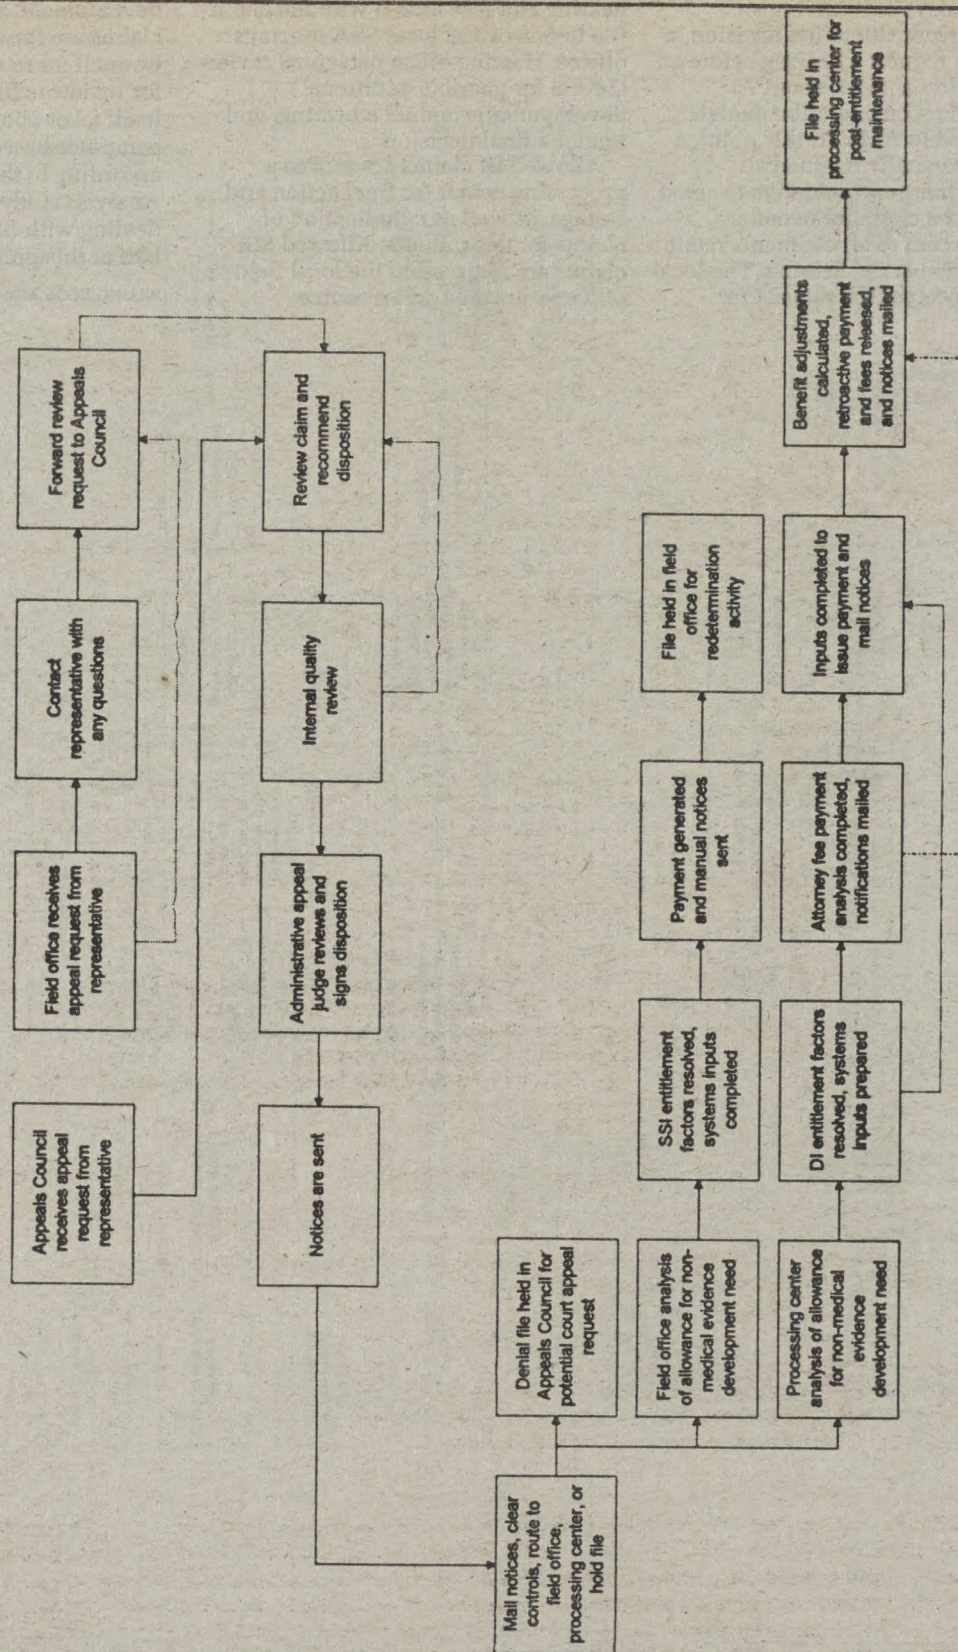 Appeals Council
receives appeal
request from
representative
Field office receives
appeal request from
representative
Contact
representative with
any questions
Forward review
request to Appeals
Council
Review claim and
recommend
disposition
Internal quality
review
Administrative appeal
judge reviews and
signs disposition
Notices are sent
Mail notices, clear
controls, route to
field office,
processing center, or
hold file
Denial file held in
Appeals Council for
potential court appeal
request
Field office analysis
of allowance for non-
medical evidence
development need
SSI entitlement
factors resolved,
systems inputs
completed
Payment generated
and manual notices
sent
File held in field
office for
redetermination
activity
Processing center
analysis of allowance
for non-medical
evidence
development need
DI entitlement factors
resolved, systems
inputs prepared
Attorney fee payment
analysis completed,
notifications mailed
Inputs completed to
issue payment and
mail notices
Benefit adjustments
calculated,
retroactive payment
and fees released,
and notices mailed
File held in
processing center for
post-entitlement
maintenance